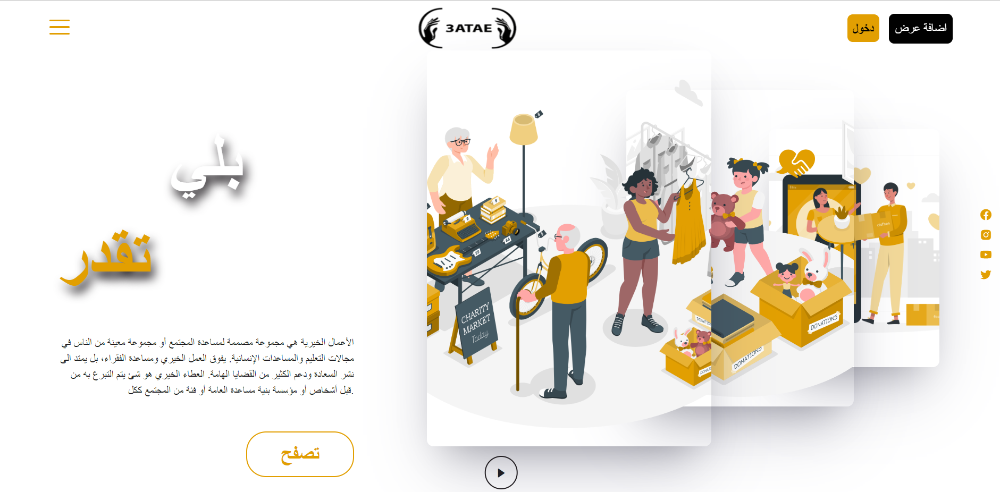 3ATAE
دخول
اضافة عرض
بلي
تقدر
الأعمال الخيرية هي مجموعة مصممة لمساعدة المجتمع أو مجموعة معينة من الناس في
مجالات التعليم والمساعدات الإنسانية. يفوق العمل الخيري ومساعدة الفقراء، بل يمتد الى
نشر السعادة ودعم الكثير من القضايا الهامة. العطاء الخيري هو شئ يتم التبرع به من
.قبل أشخاص أو مؤسسة بنية مساعدة العامة أو فئة من المجتمع ككل
تصفح
$
$
$
$$
$$
$
CHARITY
MARKET
Today
DONATIONS
DONATIONS
DONATIONS
clothes